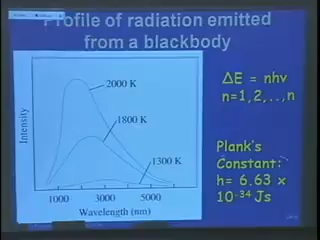 Profile of radiation emitted
from a blackbody
2000 K
1800 K
1300 K
Intensity
1000 3000 5000
Wavelength (nm)
ΔE = nhν
n=1,2,..,n
Plank's
Constant:
h= 6.63 x
10-34 Js